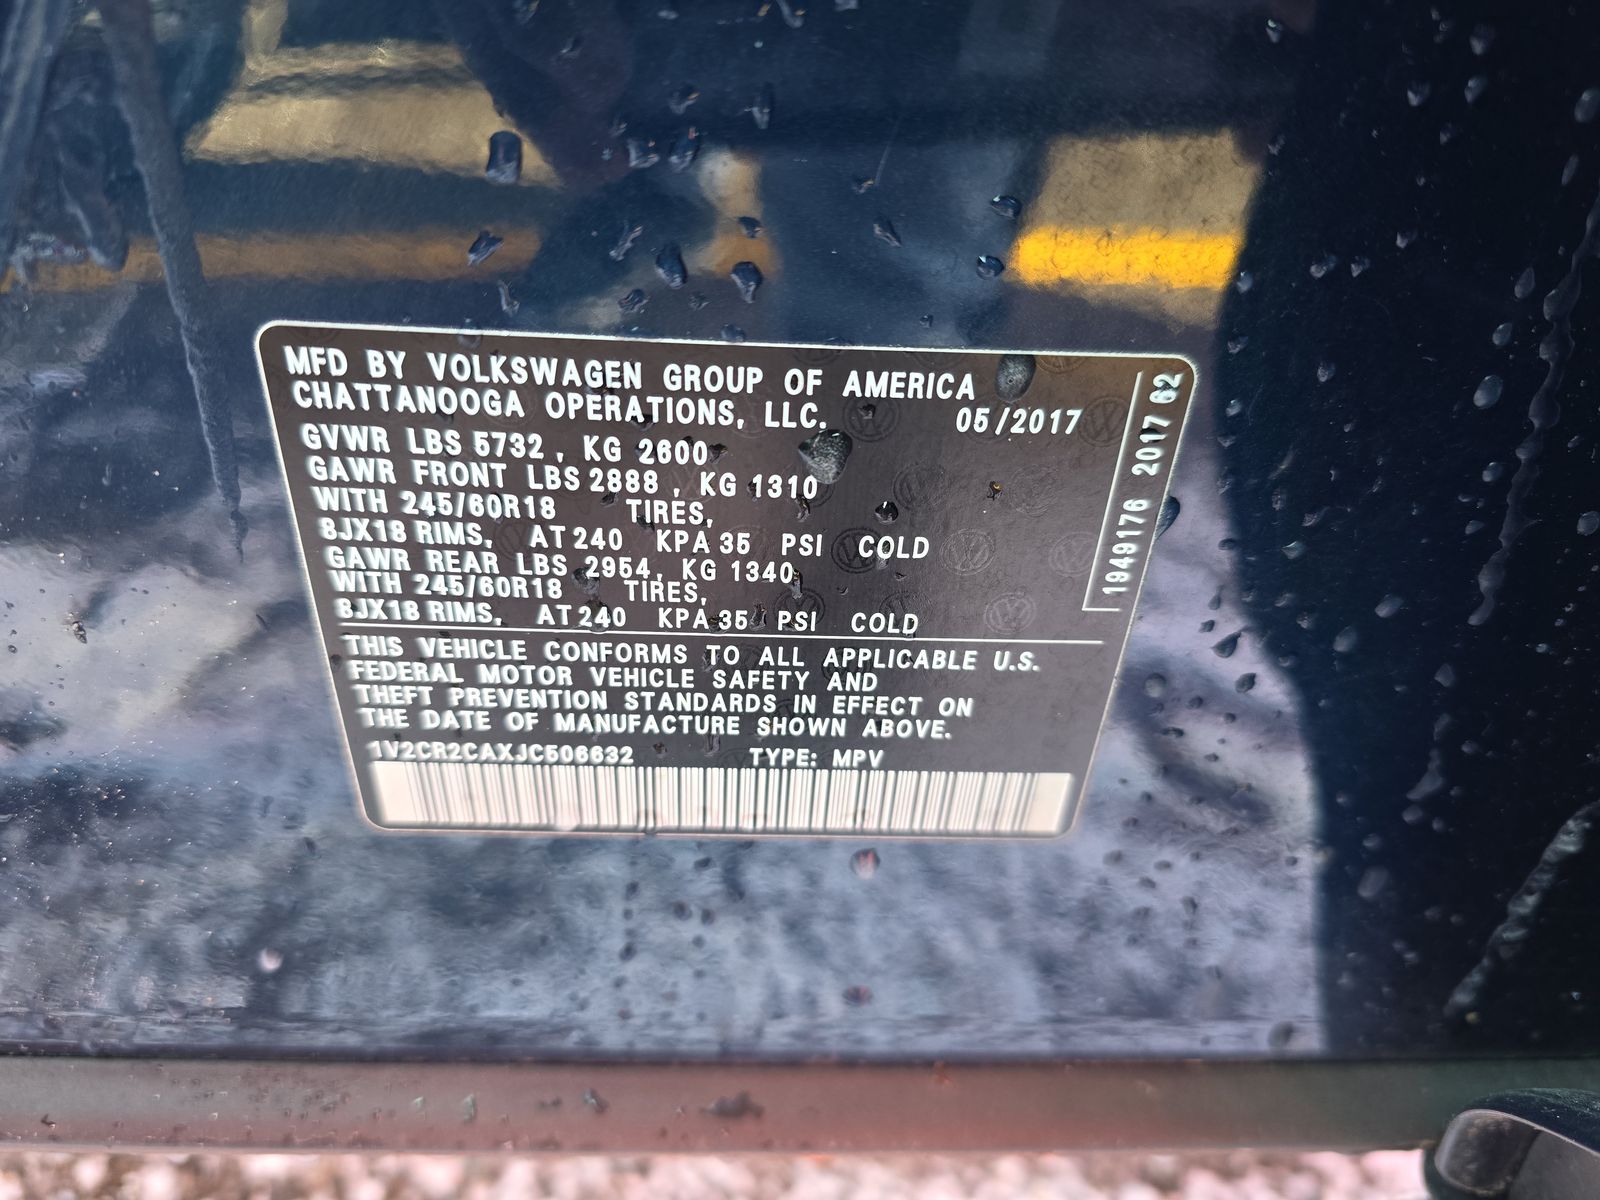 MFD BY VOLKSWAGEN GROUP OF AMERICA
CHATTANOOGA OPERATIONS, LLC. 05/2017
GVWR LBS 5732 , KG 2600
GAWR FRONT LBS 2888 , KG 1310
WITH 245/60R18 TIRES,
8JX18 RIMS, AT 240 KPA 35 PSI COLD
GAWR REAR LBS 2954, KG 1340
WITH 245/60R18 TIRES,
8JX18 RIMS, AT 240 KPA 35 PSI COLD
THIS VEHICLE CONFORMS TO ALL APPLICABLE U.S.
FEDERAL MOTOR VEHICLE SAFETY AND
THEFT PREVENTION STANDARDS IN EFFECT ON
THE DATE OF MANUFACTURE SHOWN ABOVE.
1V2CR2CAXJC506632 TYPE: MPV
1949176 2017 62